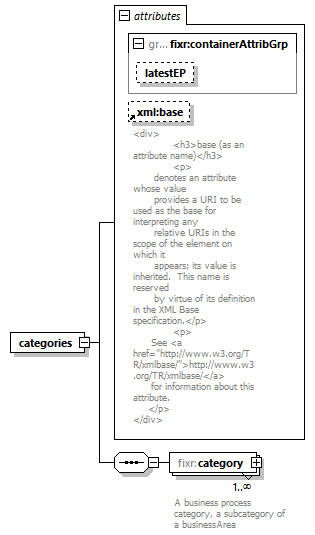 attributes
gr... fixr:containerAttribGrp
latestEP
xml:base
<div>
<h3>base (as an
attribute name)</h3>
<p>
denotes an attribute
whose value
provides a URI to be
used as the base for
interpreting any
relative URIs in the
scope of the element on
which it
appears; its value is
inherited.  This name is
reserved
by virtue of its definition
in the XML Base
specification.</p>
<p>
See <a
href="http://www.w3.org/T
R/xmlbase/">http://www.w3
.org/TR/xmlbase/</a>
for information about this
attribute.
</p>
</div>
categories
fixr:category
1..∞
A business process
category, a subcategory of
a businessArea